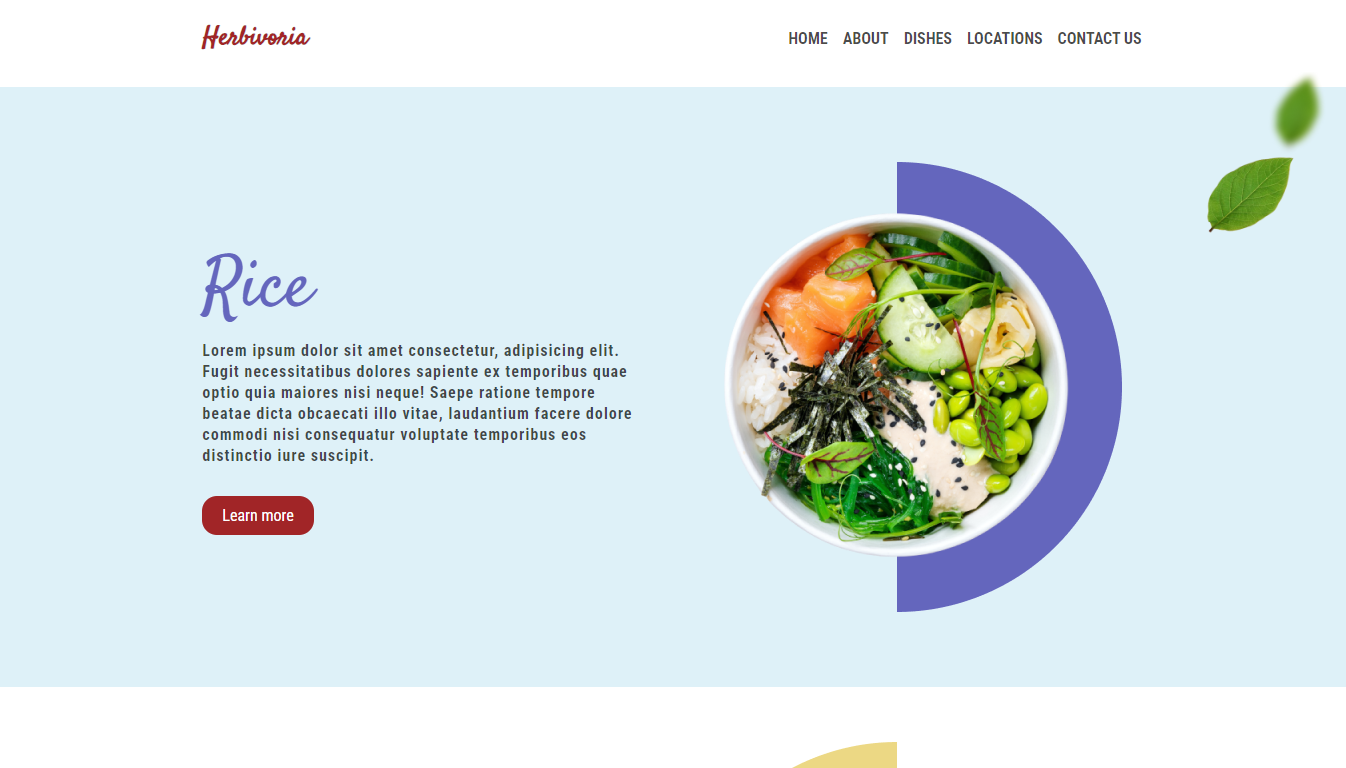 Herbivoria
HOME ABOUT DISHES LOCATIONS CONTACT US
Rice
Lorem ipsum dolor sit amet consectetur, adipisicing elit.
Fugit necessitatibus dolores sapiente ex temporibus quae
optio quia maiores nisi neque! Saepe ratione tempore
beatae dicta obcaecati illo vitae, laudantium facere dolore
commodi nisi consequatur voluptate temporibus eos
distinctio iure suscipit.
Learn more